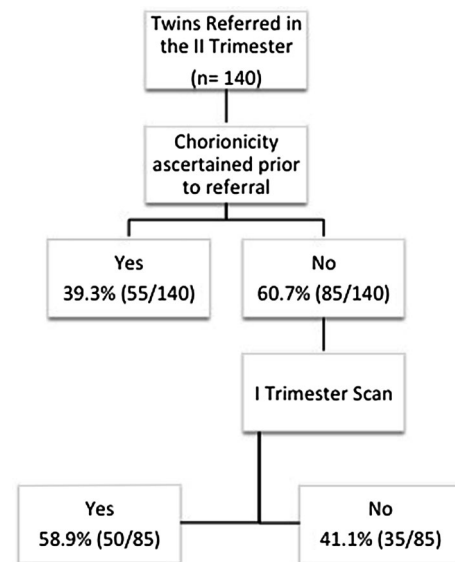 Twins Referred in
the II Trimester
(n= 140)
Chorionicity
ascertained prior
to referral
Yes
39.3% (55/140)
No
60.7% (85/140)
I Trimester Scan
Yes
58.9% (50/85)
No
41.1% (35/85)